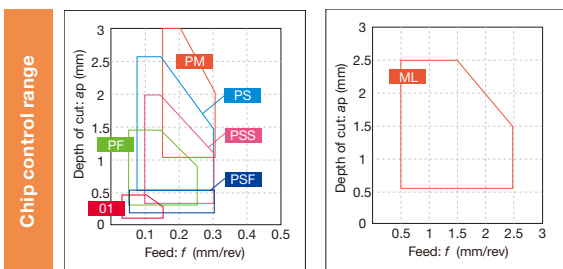 Chip control range
Depth of cut: ap (mm)
3
2.5
2
1.5
1
0.5
0
PM
PS
PSS
PF
PSF
01
0.1
0.2
0.3
0.4
0.5
Feed: f (mm/rev)
Depth of cut: ap (mm)
3
2.5
2
1.5
1
0.5
0
ML
0.5
1
1.5
2
2.5
3
Feed: f (mm/rev)